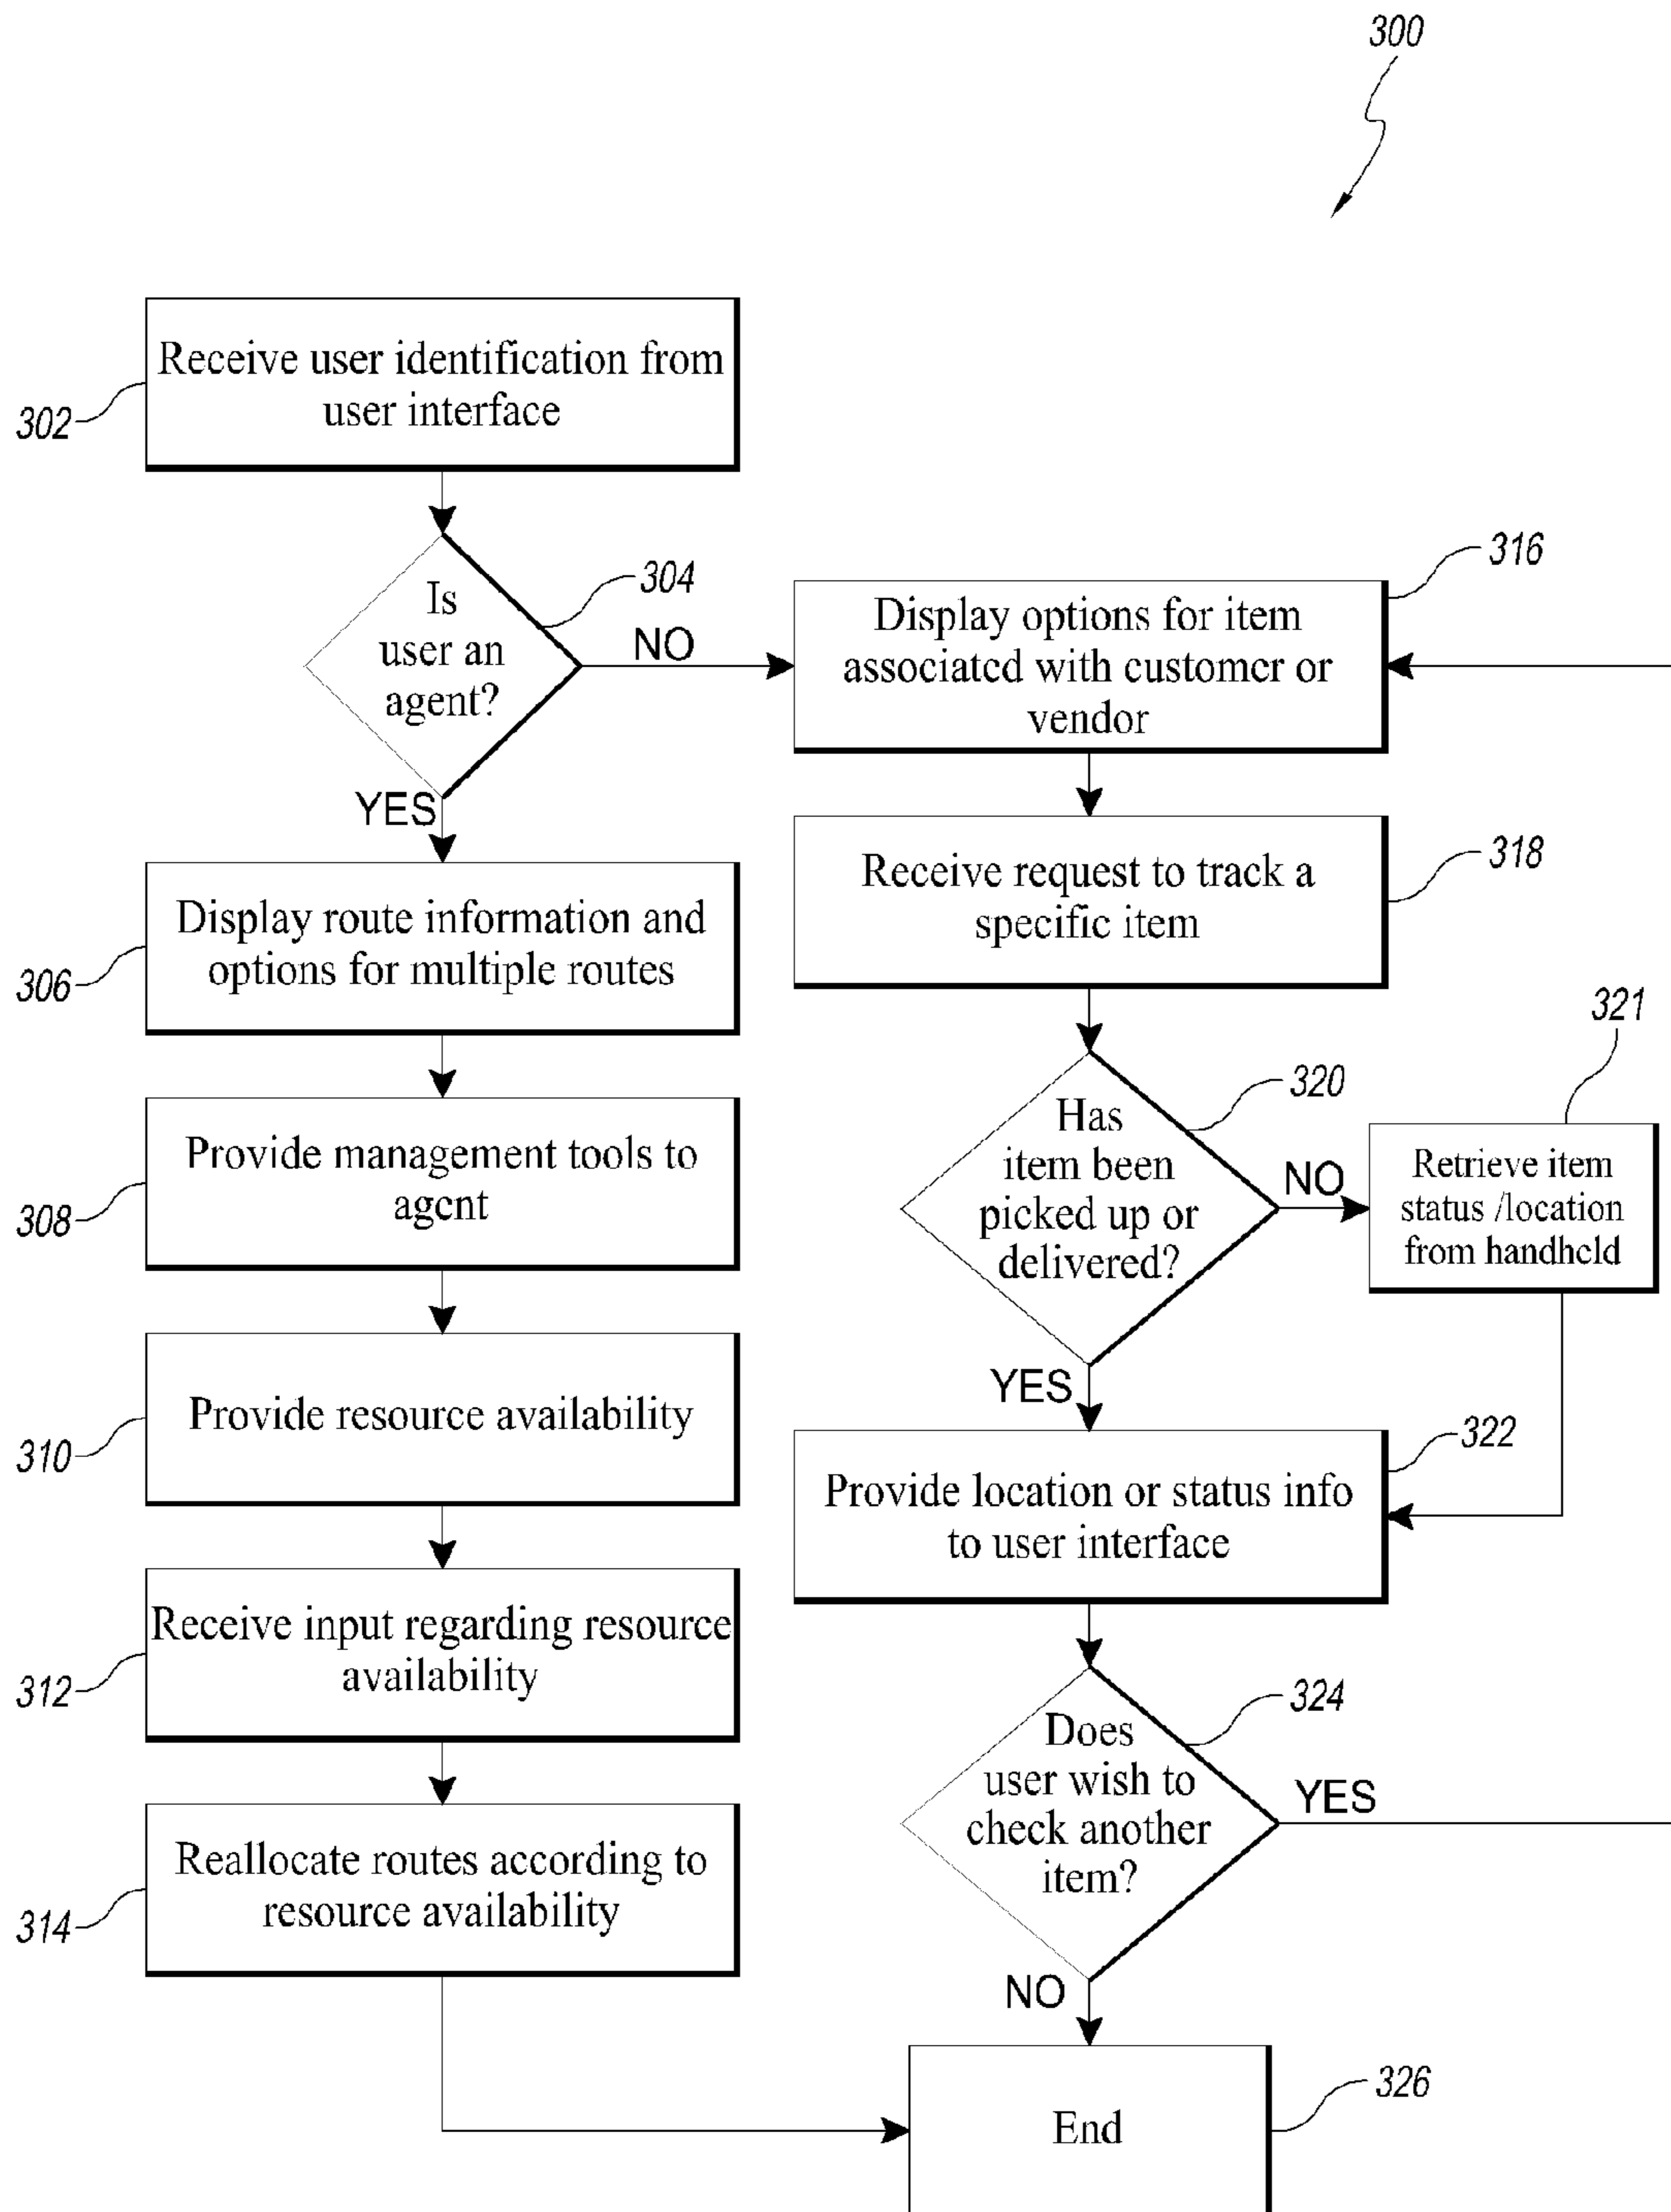 300
302
Receive user identification from
user interface
304
Is
user an
agent?
NO
YES
306
Display route information and
options for multiple routes
308
Provide management tools to
agent
310
Provide resource availability
312
Receive input regarding resource
availability
314
Reallocate routes according to
resource availability
316
Display options for item
associated with customer or
vendor
318
Receive request to track a
specific item
320
Has
item been
picked up or
delivered?
NO
YES
321
Retrieve item
status /location
from handheld
322
Provide location or status info
to user interface
324
Does
user wish to
check another
item?
YES
NO
326
End